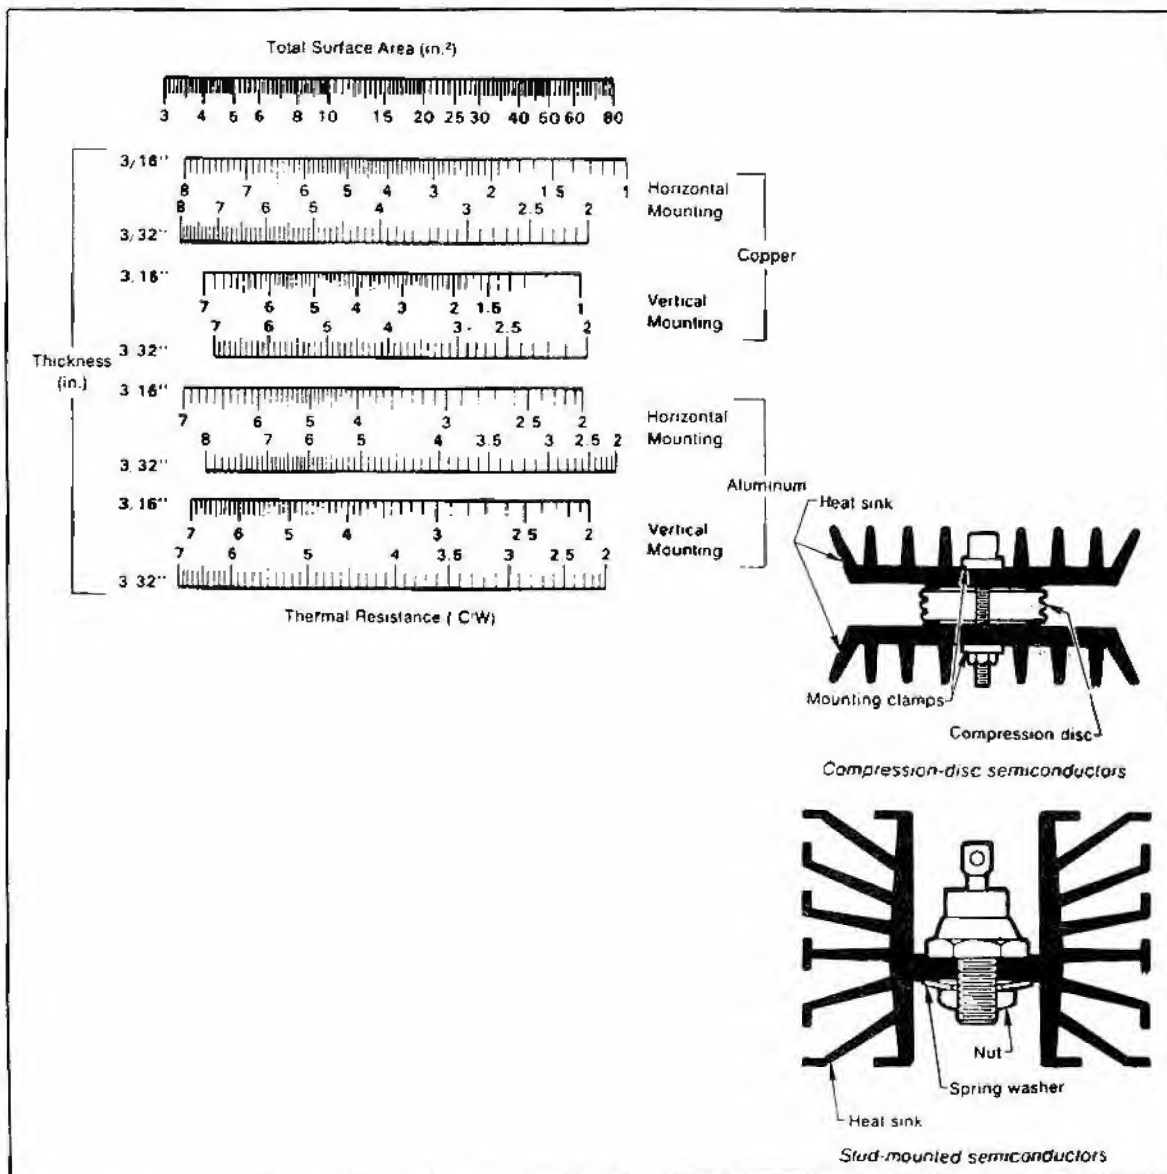 Total Surface Area (in.²)
3 4 5 6 8 10 15 20 25 30 40 50 60 80
3/16"
8 7 6 5 4 3 2 1 5 1
Horizontal
Mounting
8 7 6 5 4 3 2.5 2
3/32"
Copper
3.16"
7 6 5 4 3 2 1.5 1
Vertical
Mounting
7 6 5 4 3 2.5 2
3 32"
Thickness
(in.)
3 16"
7 6 5 4 3 2 5 2
Horizontal
Mounting
8 7 6 5 4 3.5 3 2.5 2
3.32"
Aluminum
3.16"
7 6 5 4 3 2 5 2
Vertical
Mounting
7 6 5 4 3.5 3 2.5 2
3 32"
Thermal Resistance ( C/W)
Heat sink
Mounting clamps
Compression disc
Compression-disc semiconductors
Nut
Spring washer
Heat sink
Stud-mounted semiconductors